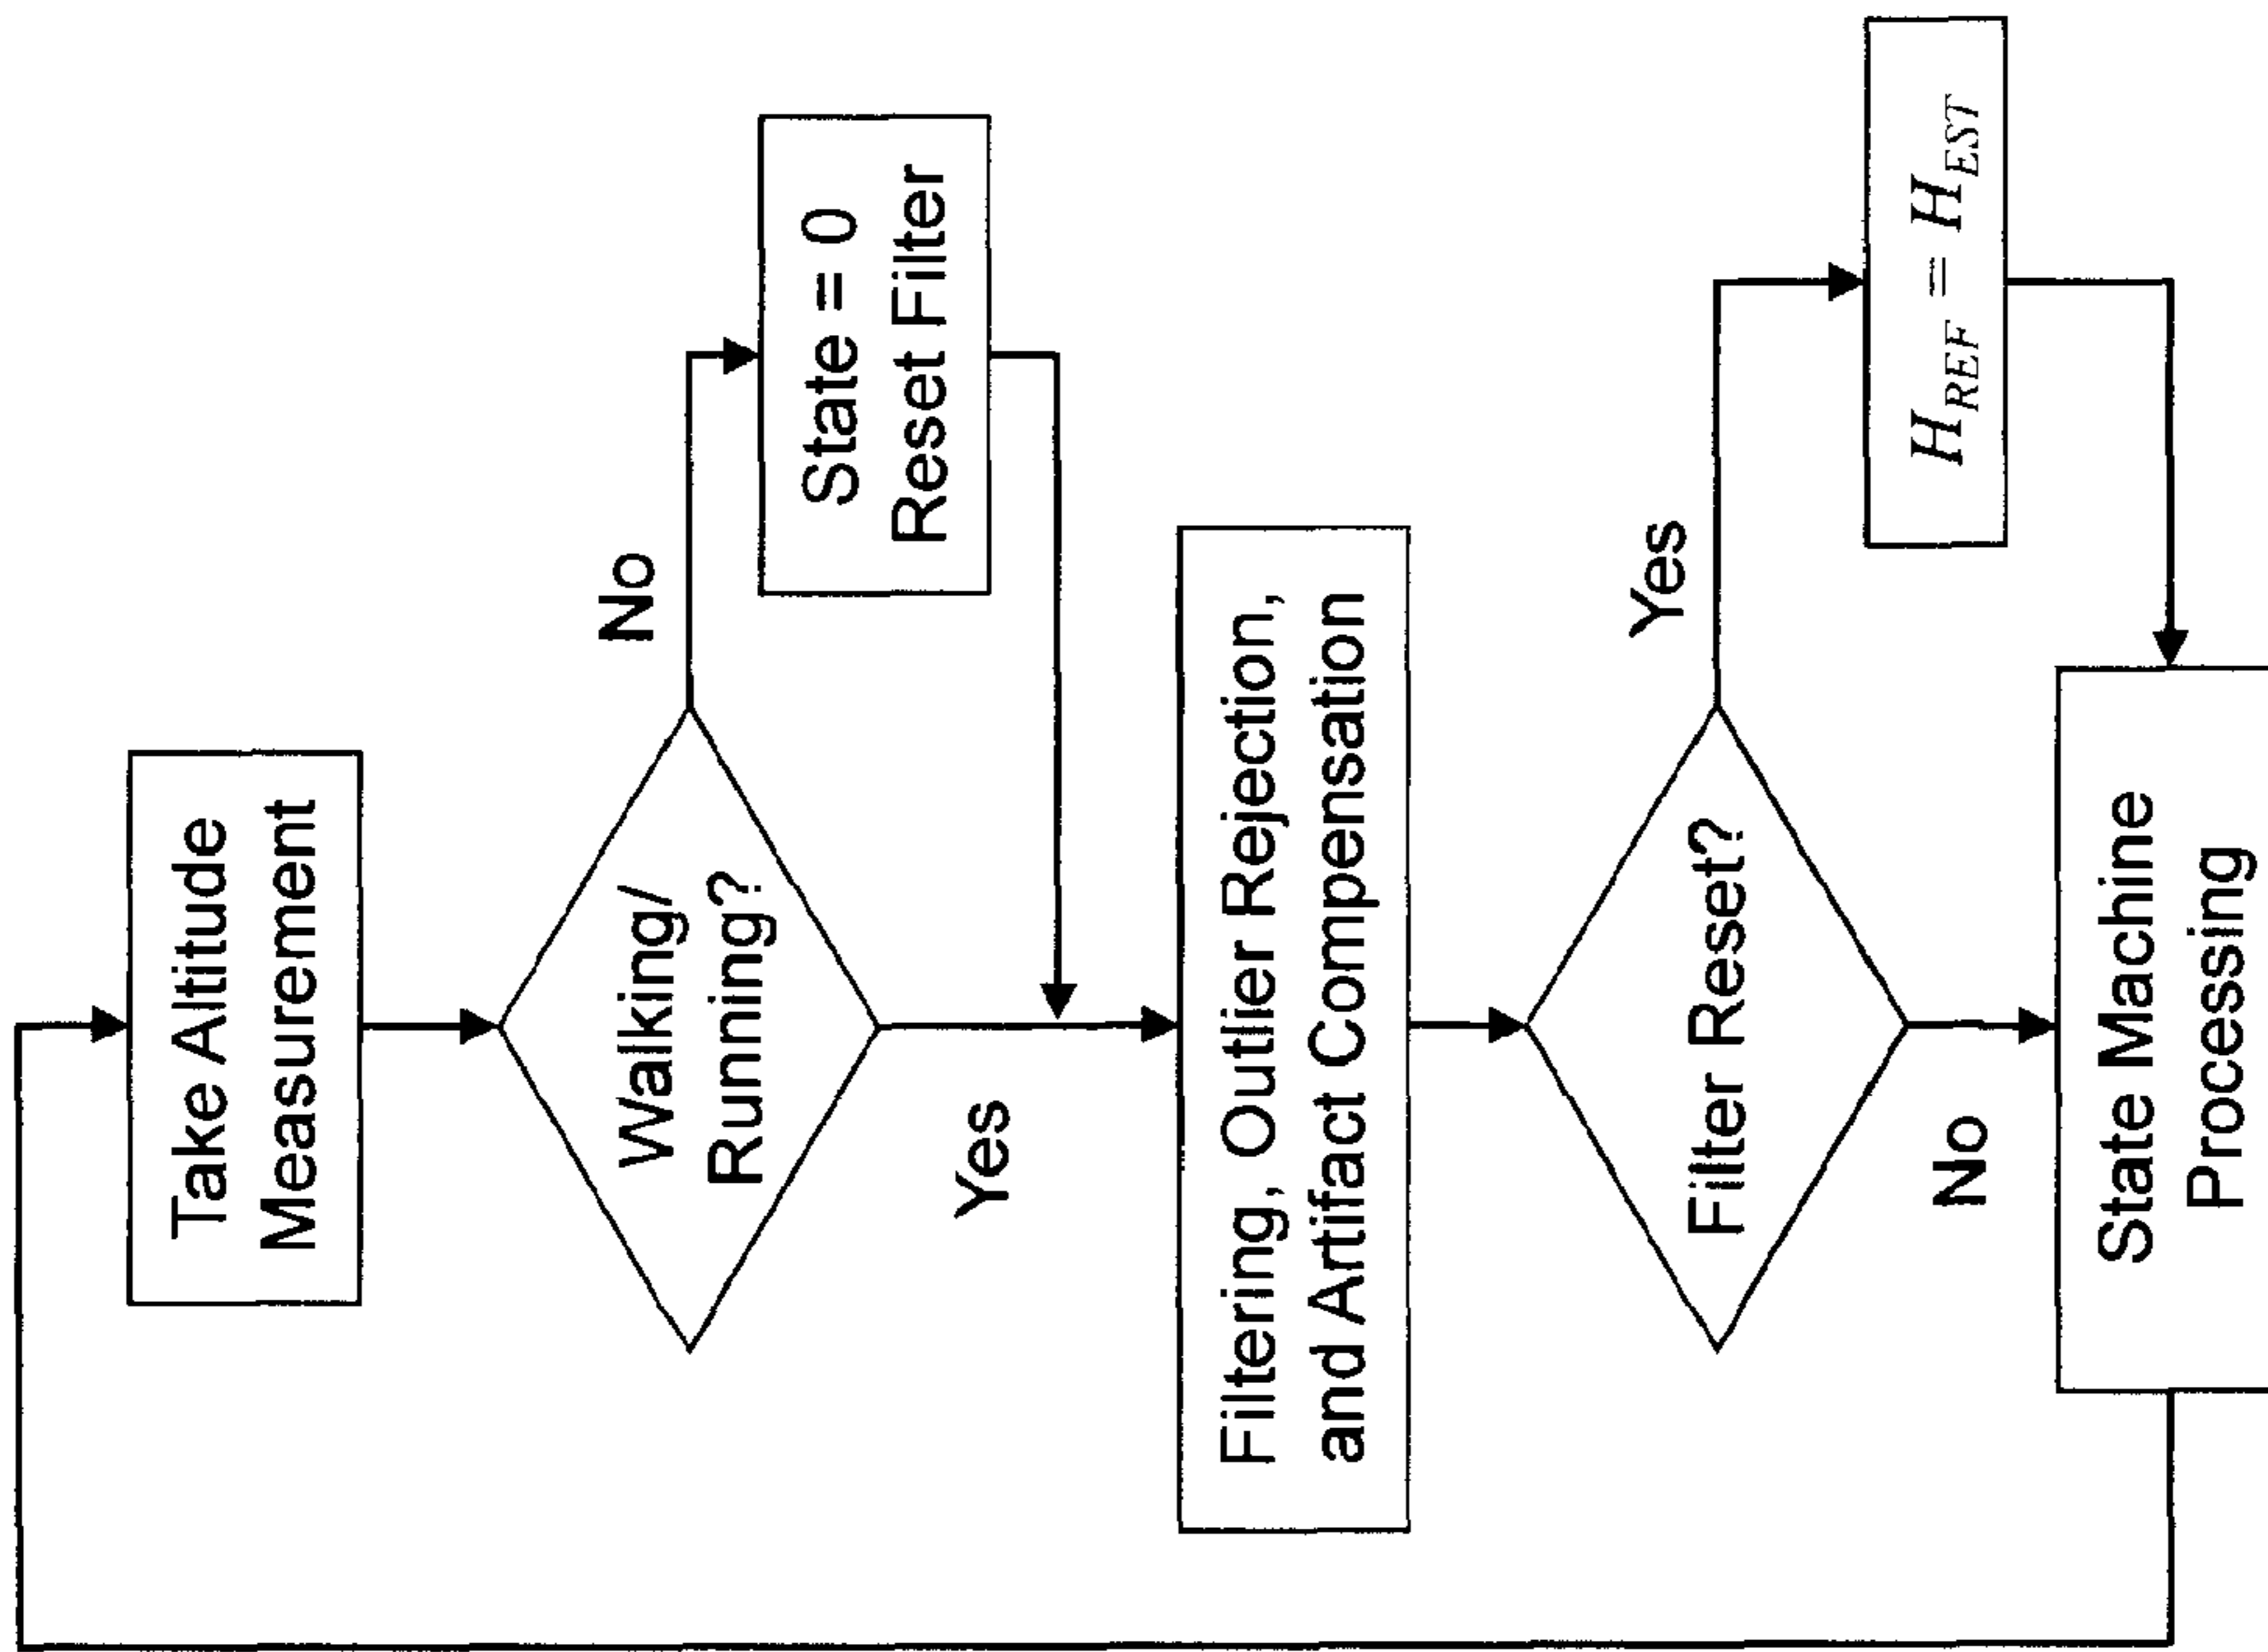 Take Altitude
Measurement
Walking/
Running?
No
State = 0
Reset Filter
Yes
Filtering, Outlier Rejection,
and Artifact Compensation
Filter Reset?
Yes
H_REF = H_EST
No
State Machine
Processing